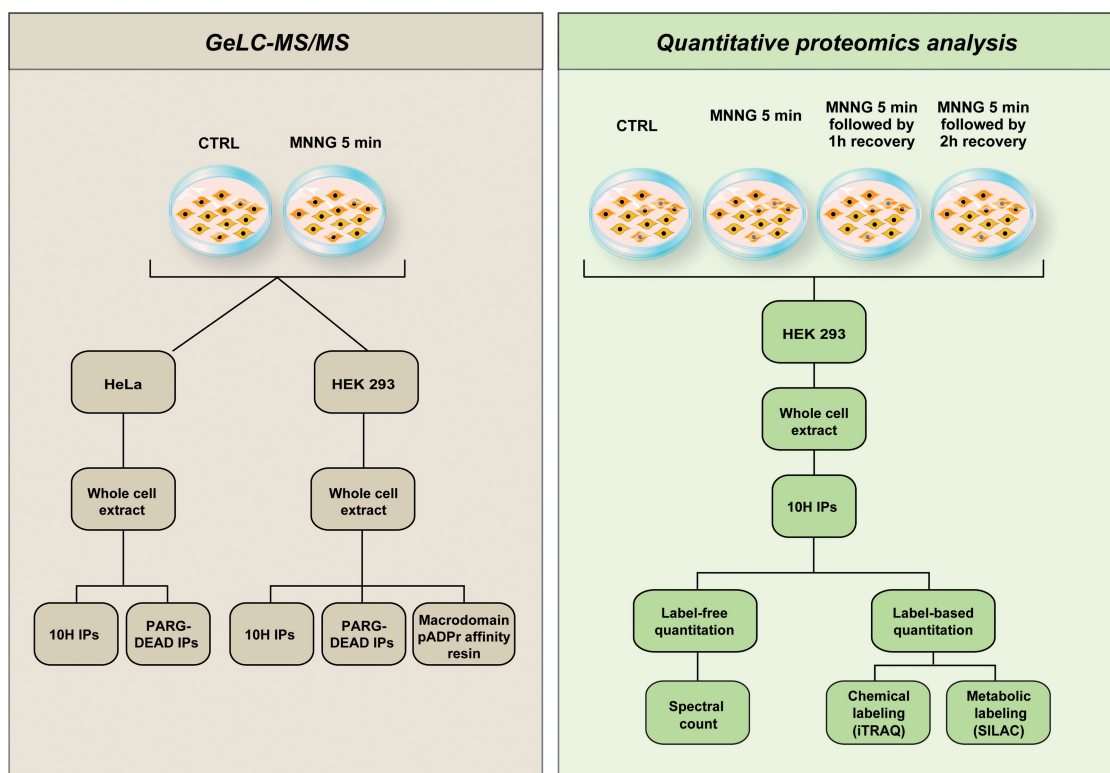 GeLC-MS/MS
CTRL
MNNG 5 min
HeLa
HEK 293
Whole cell
extract
Whole cell
extract
10H IPs
PARG-
DEAD IPs
10H IPs
PARG-
DEAD IPs
Macrodomain
pADPr affinity
resin
Quantitative proteomics analysis
CTRL
MNNG 5 min
MNNG 5 min
followed by
1h recovery
MNNG 5 min
followed by
2h recovery
HEK 293
Whole cell
extract
10H IPs
Label-free
quantitation
Label-based
quantitation
Spectral
count
Chemical
labeling
(iTRAQ)
Metabolic
labeling
(SILAC)